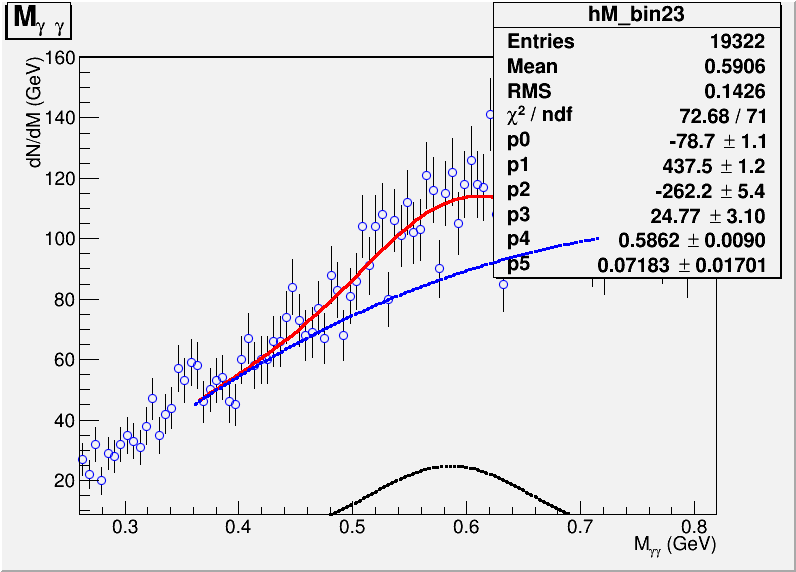 M_γ γ
hM_bin23
Entries 19322
Mean 0.5906
RMS 0.1426
χ² / ndf 72.68 / 71
p0 -78.7 ± 1.1
p1 437.5 ± 1.2
p2 -262.2 ± 5.4
p3 24.77 ± 3.10
p4 0.5862 ± 0.0090
p5 0.07183 ± 0.01701
dN/dM (GeV)
160
140
120
100
80
60
40
20
0.3 0.4 0.5 0.6 0.7 0.8
M_γγ (GeV)